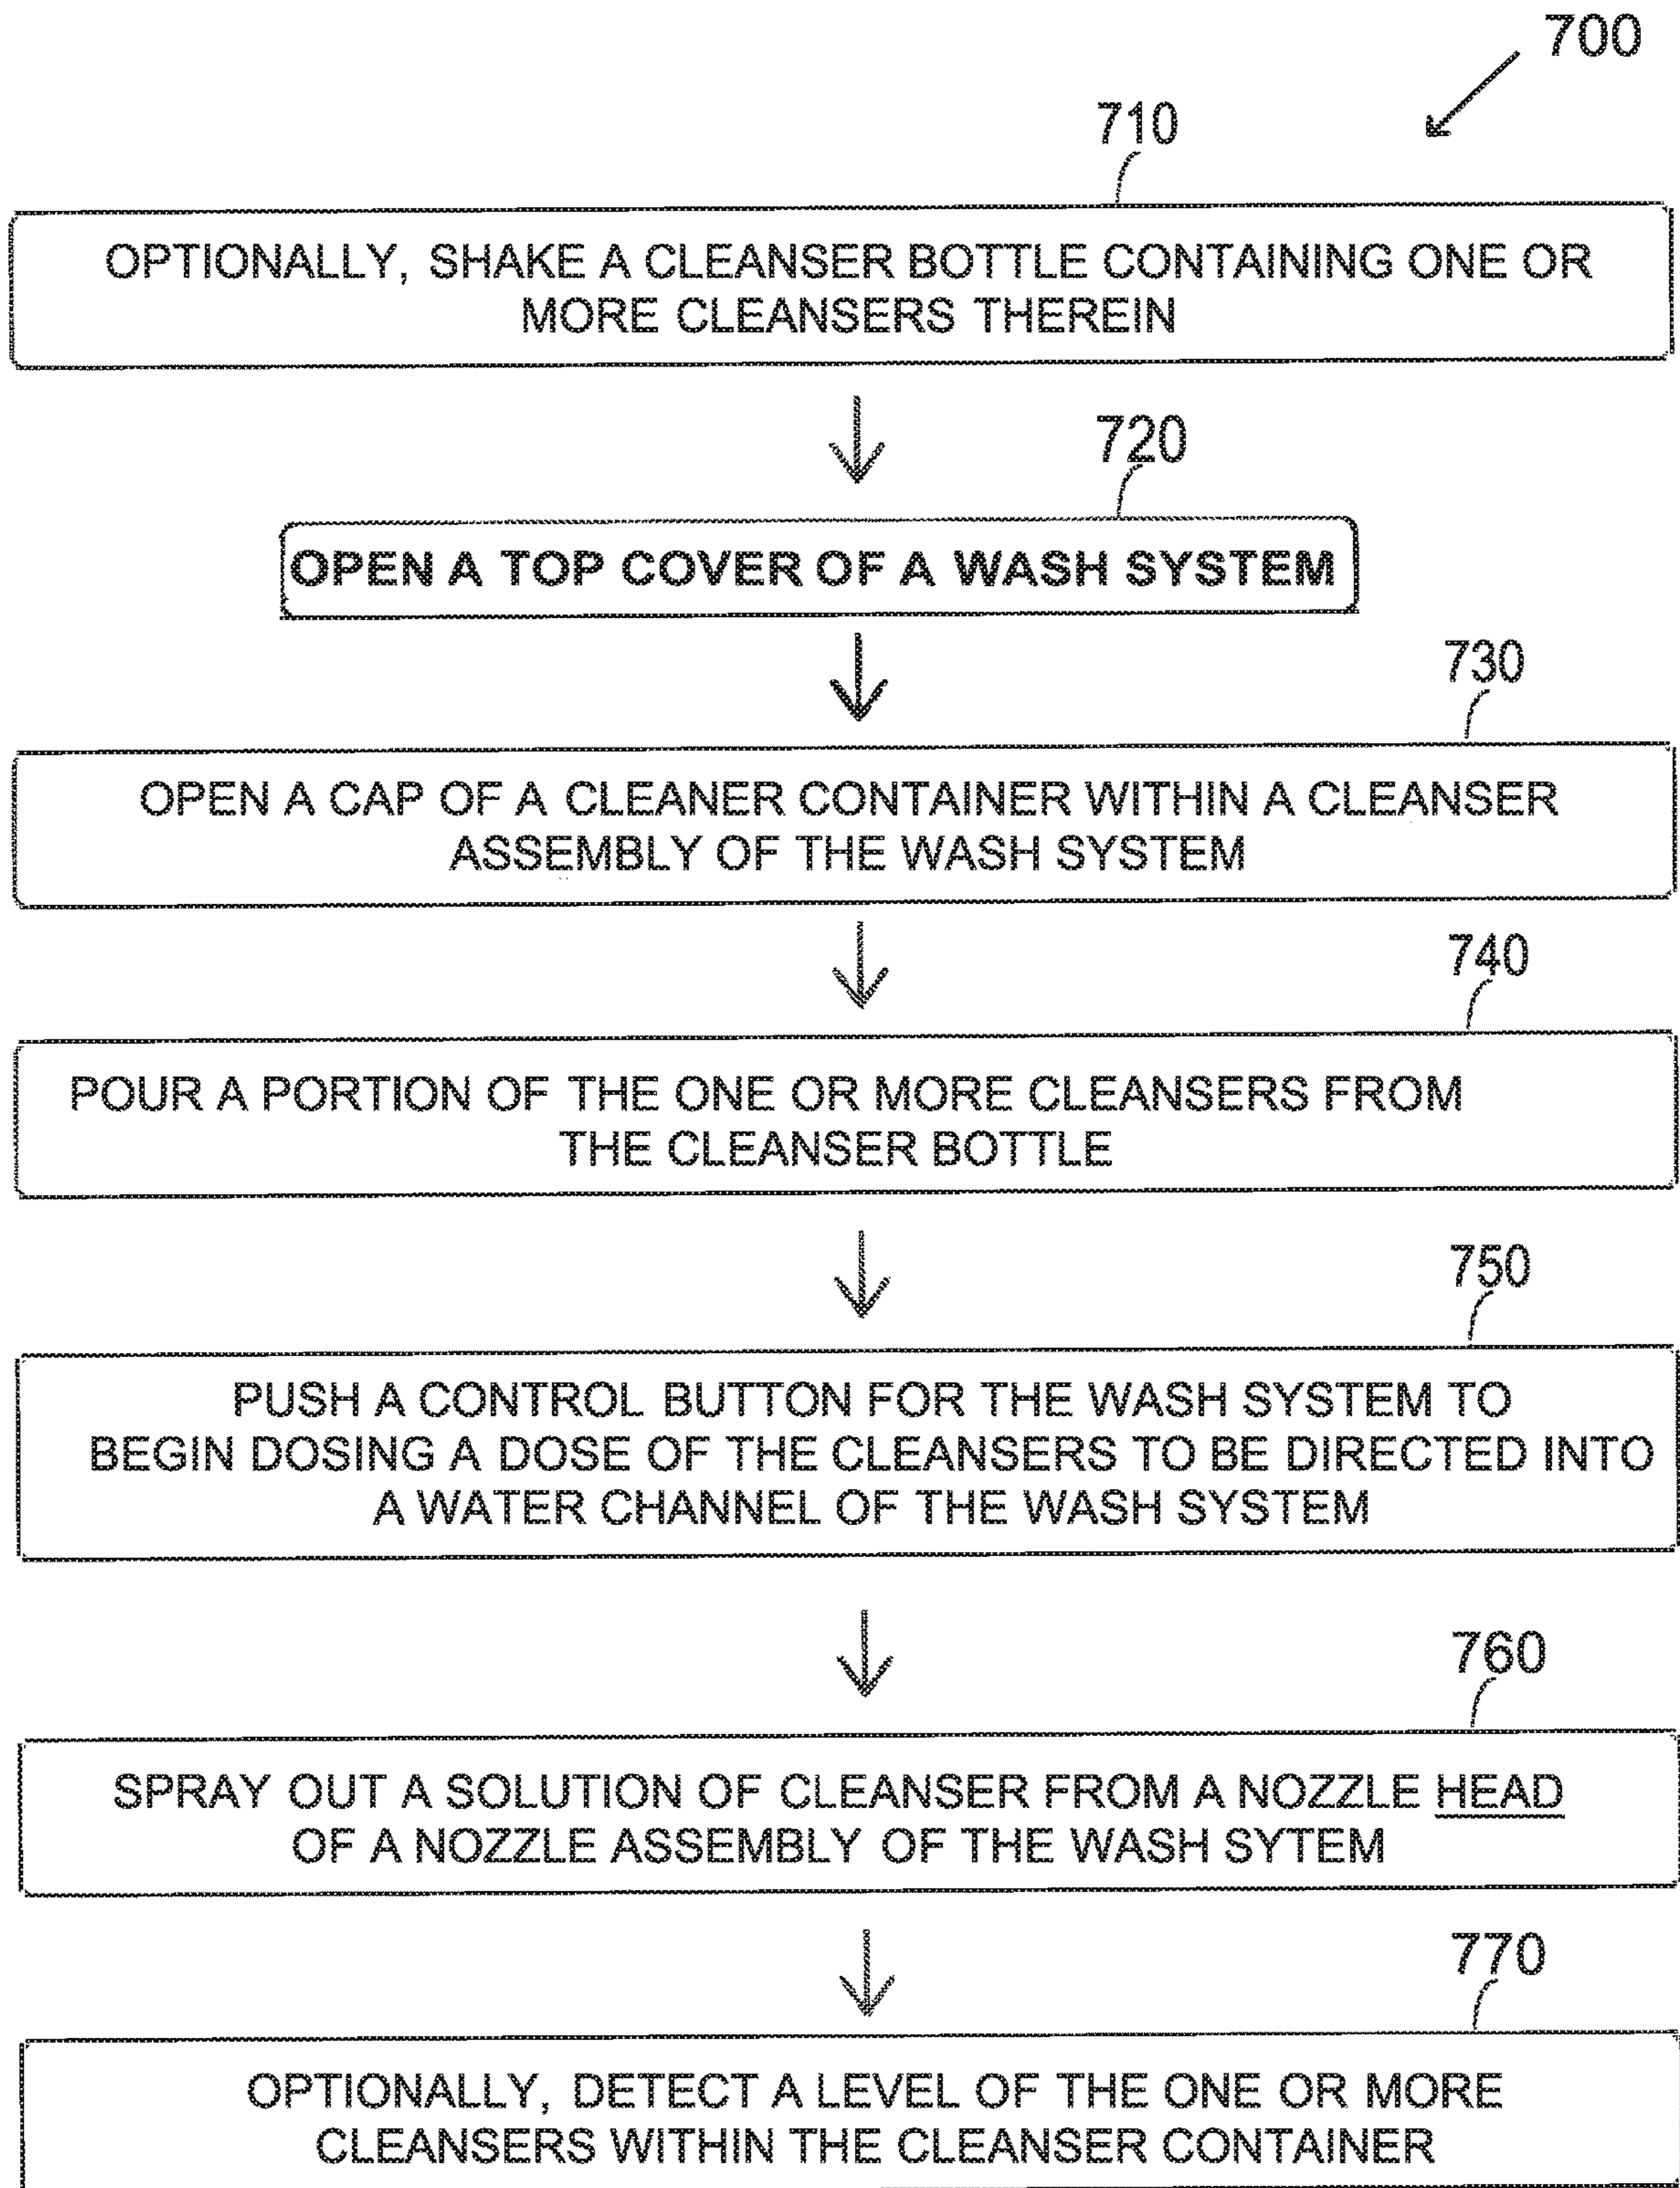 700
710
OPTIONALLY, SHAKE A CLEANSER BOTTLE CONTAINING ONE OR
MORE CLEANSERS THEREIN
720
OPEN A TOP COVER OF A WASH SYSTEM
730
OPEN A CAP OF A CLEANER CONTAINER WITHIN A CLEANSER
ASSEMBLY OF THE WASH SYSTEM
740
POUR A PORTION OF THE ONE OR MORE CLEANSERS FROM
THE CLEANSER BOTTLE
750
PUSH A CONTROL BUTTON FOR THE WASH SYSTEM TO
BEGIN DOSING A DOSE OF THE CLEANSERS TO BE DIRECTED INTO
A WATER CHANNEL OF THE WASH SYSTEM
760
SPRAY OUT A SOLUTION OF CLEANSER FROM A NOZZLE HEAD
OF A NOZZLE ASSEMBLY OF THE WASH SYTEM
770
OPTIONALLY, DETECT A LEVEL OF THE ONE OR MORE
CLEANSERS WITHIN THE CLEANSER CONTAINER